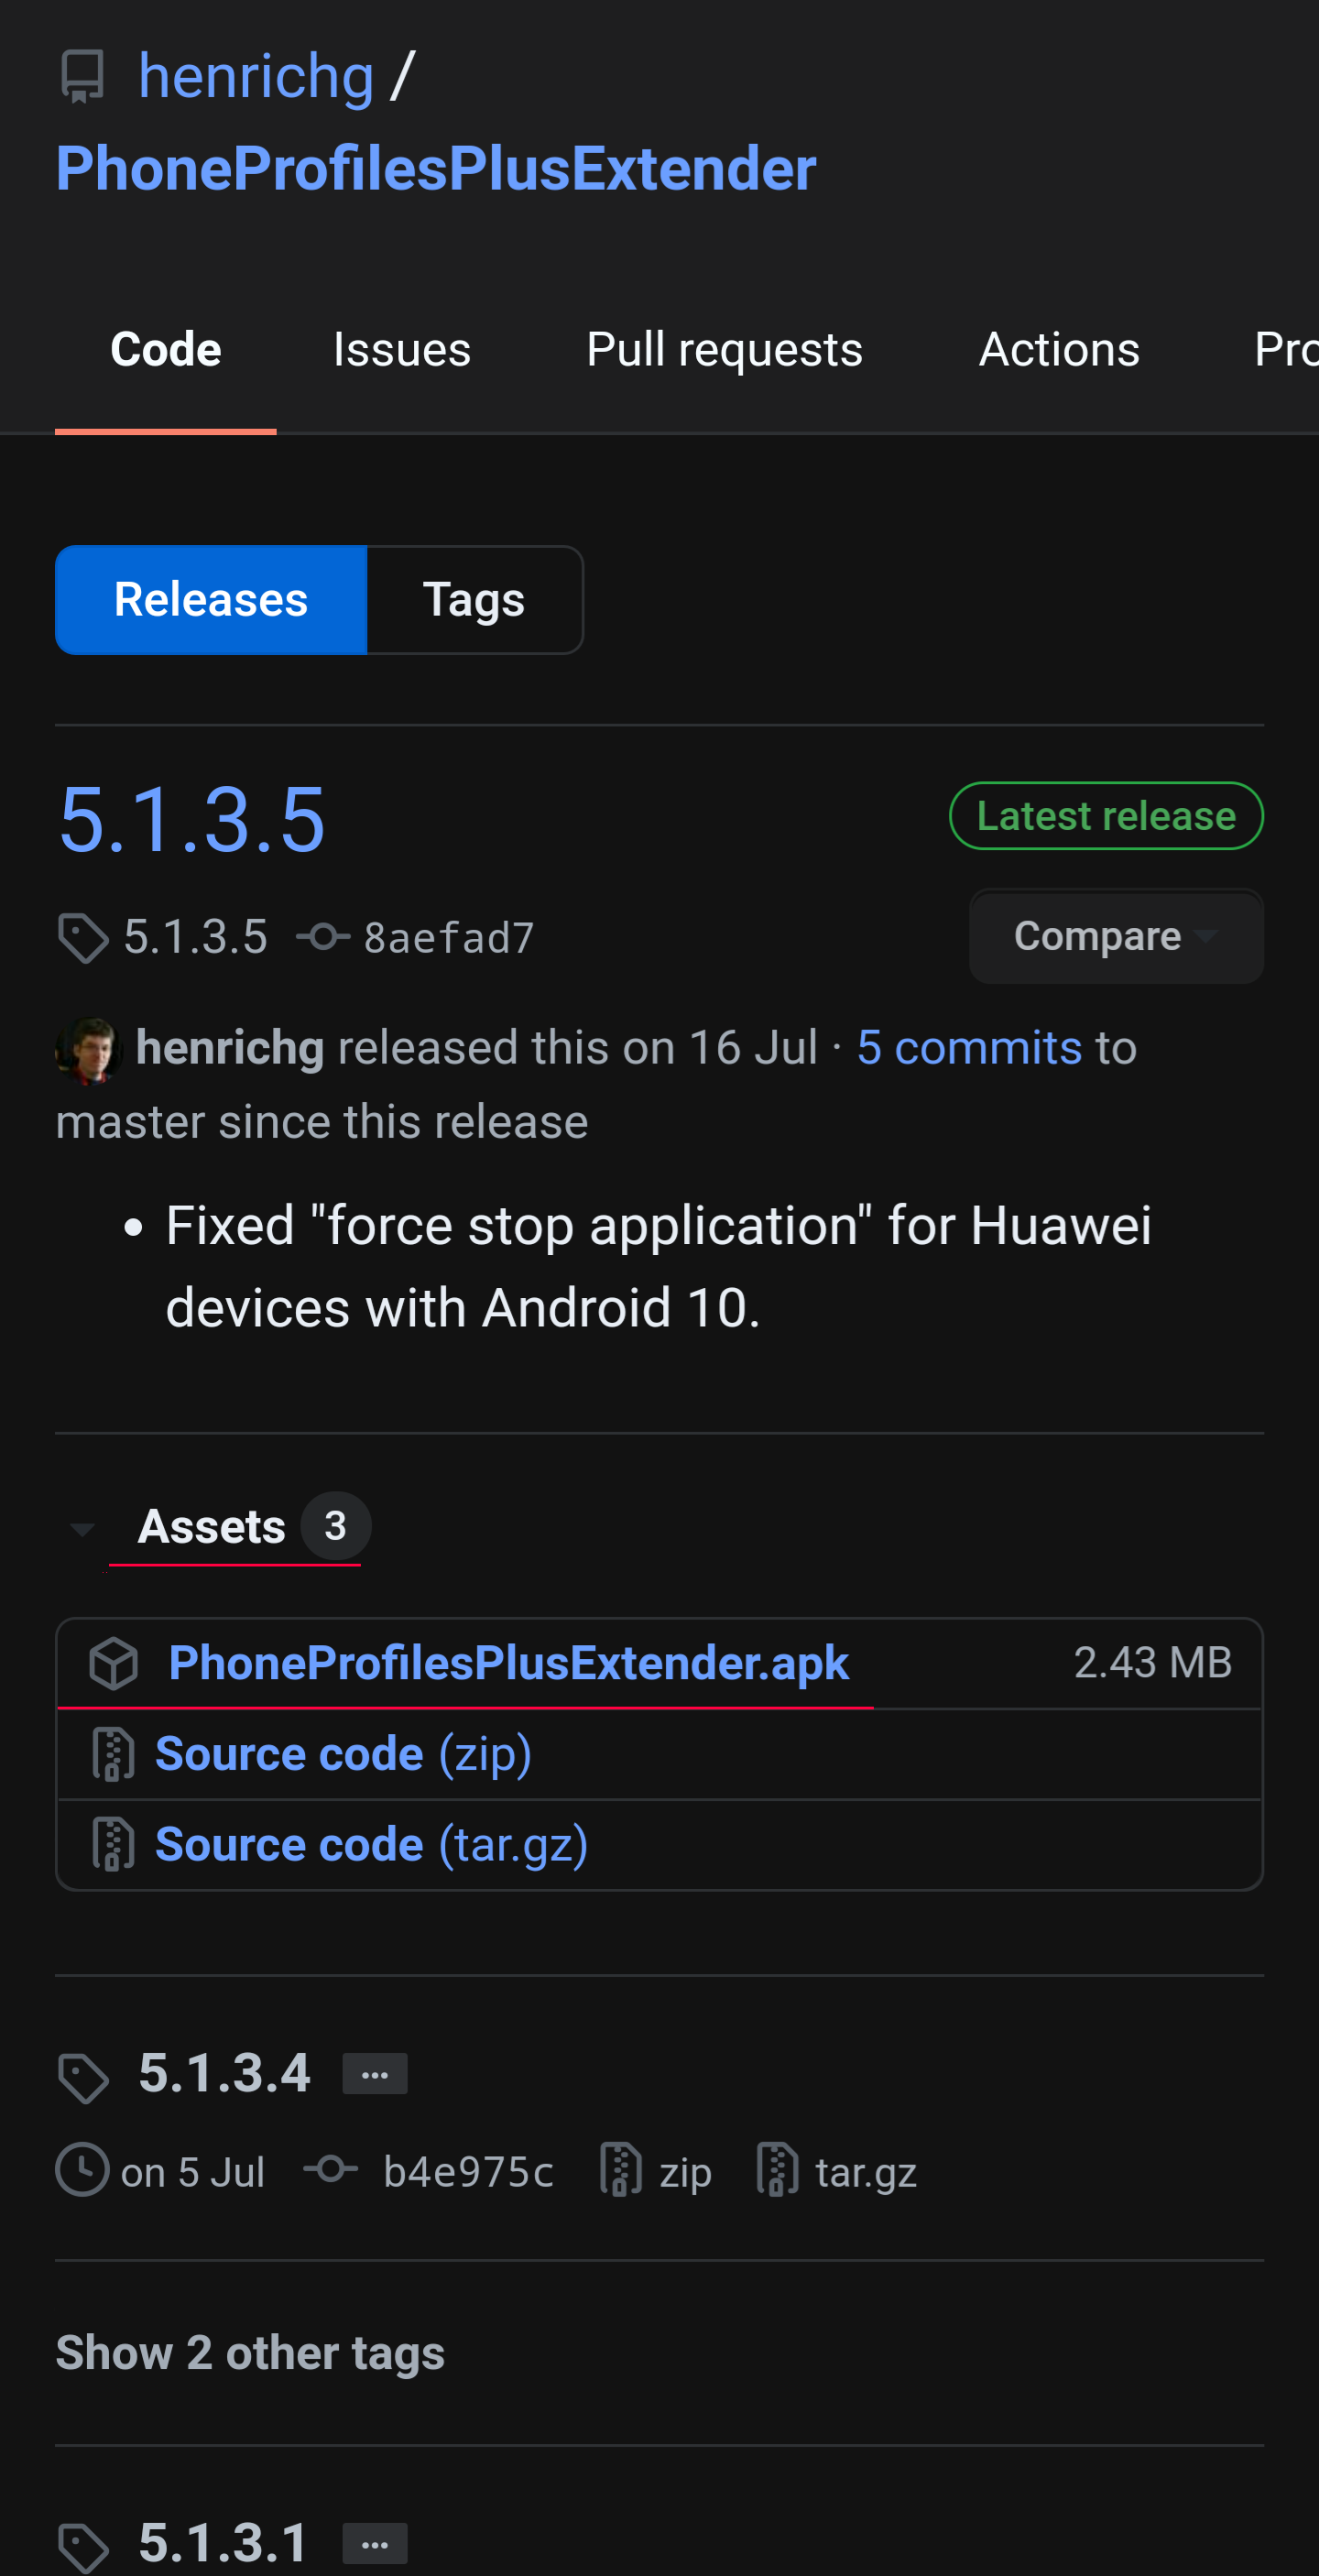 henrichg /
PhoneProfilesPlusExtender
Code Issues Pull requests Actions Pro
Releases Tags
5.1.3.5 Latest release
5.1.3.5 8aefad7 Compare
henrichg released this on 16 Jul · 5 commits to
master since this release
• Fixed "force stop application" for Huawei
devices with Android 10.
Assets 3
PhoneProfilesPlusExtender.apk 2.43 MB
Source code (zip)
Source code (tar.gz)
5.1.3.4 ...
on 5 Jul b4e975c zip tar.gz
Show 2 other tags
5.1.3.1 ...